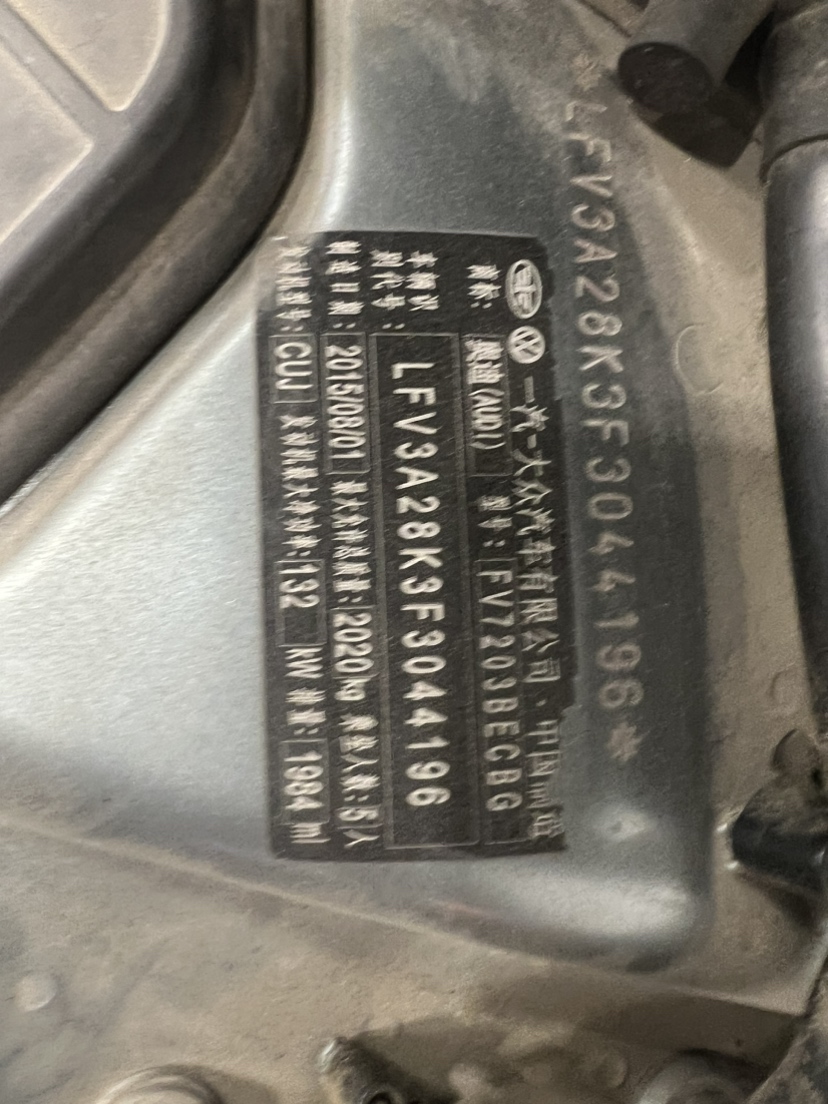 *LFV3A28K3F3044196*
一汽-大众汽车有限公司·中国制造
商标: 奥迪(AUDI) 型号: FV7203BECBG
车辆识别代号: LFV3A28K3F3044196
制造日期: 2015/08/01 最大允许总质量: 2020kg 乘坐人数: 5人
发动机型号: CUJ 发动机最大净功率: 132 kW 排量: 1984 ml